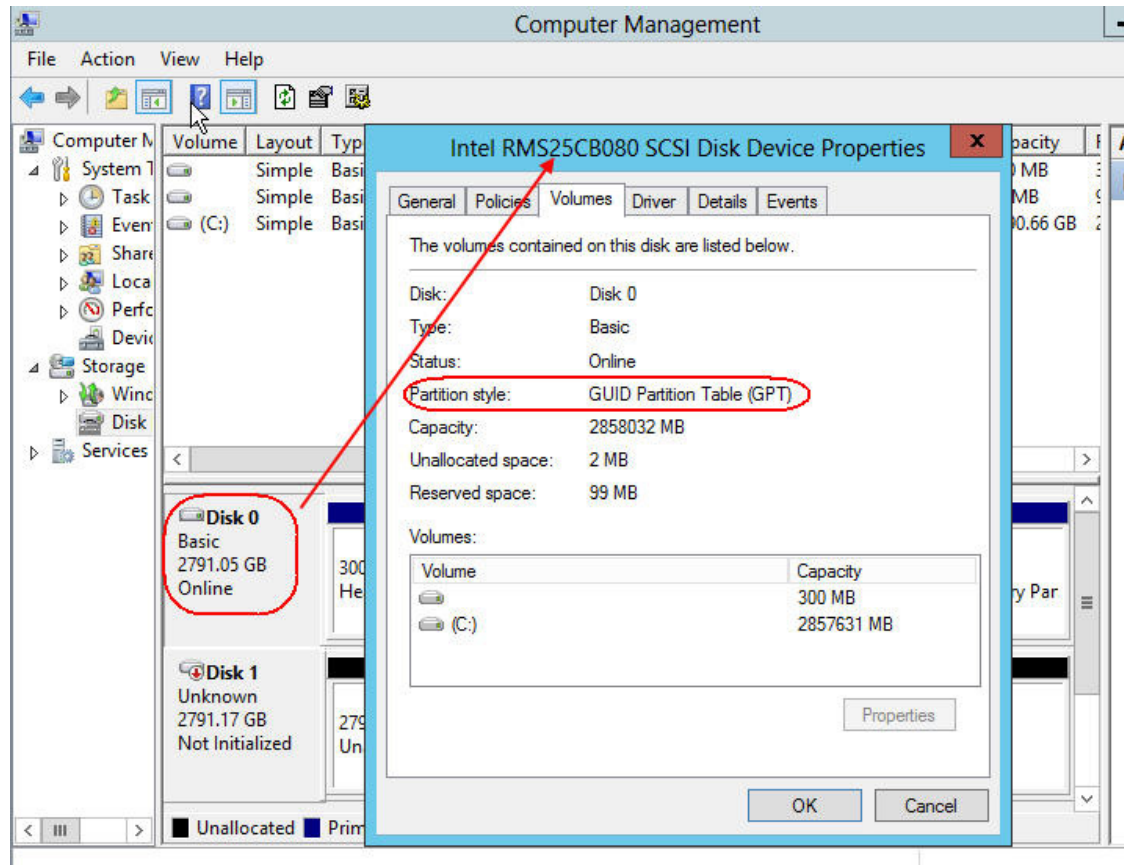 Computer Management
File Action View Help
Computer M
System T
Task
Even
Share
Loca
Perfc
Devic
Storage
Winc
Disk
Services
Volume Layout Typ pacity F
Simple Basi 0 MB
Simple Basi MB
(C:) Simple Basi 90.66 GB
Intel RMS25CB080 SCSI Disk Device Properties
General Policies Volumes Driver Details Events
The volumes contained on this disk are listed below.
Disk: Disk 0
Type: Basic
Status: Online
Partition style: GUID Partition Table (GPT)
Capacity: 2858032 MB
Unallocated space: 2 MB
Reserved space: 99 MB
Volumes:
Volume Capacity
300 MB
(C:) 2857631 MB
Properties
OK Cancel
Disk 0
Basic
2791.05 GB
Online
300
He
ry Par
Disk 1
Unknown
2791.17 GB
Not Initialized
279
Un
Unallocated Prim